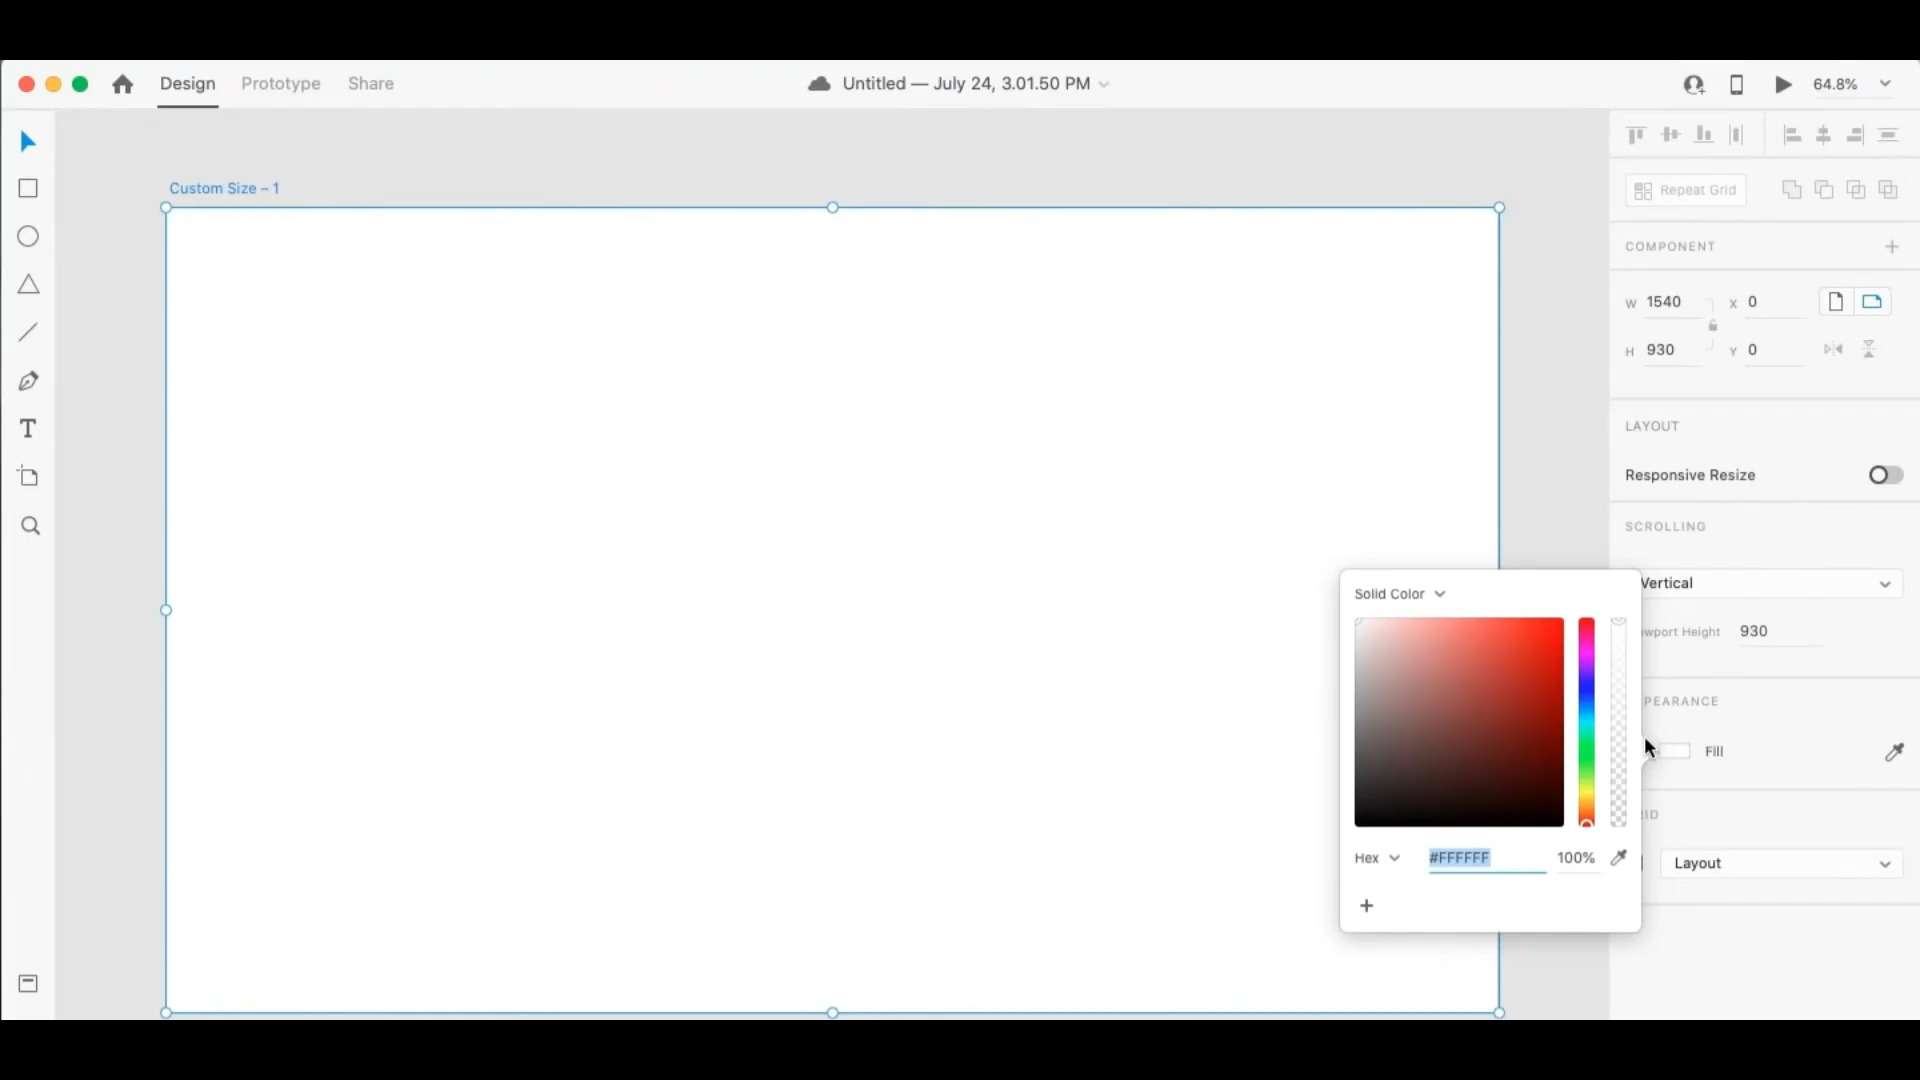 Design Prototype Share
Untitled — July 24, 3.01.50 PM
64.8%
Custom Size – 1
Repeat Grid
COMPONENT
W 1540 X 0
H 930 Y 0
LAYOUT
Responsive Resize
SCROLLING
Vertical
wport Height 930
PEARANCE
Fill
ID
Layout
Solid Color
Hex #FFFFFF 100%
T